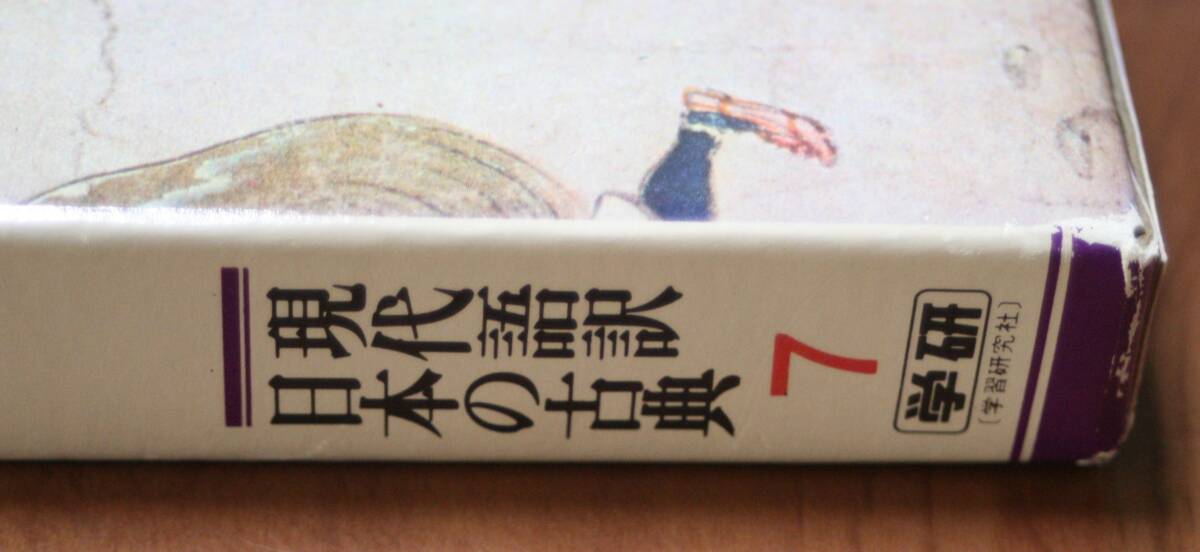 現代語訳
日本の古典
7
学研
〔学習研究社〕